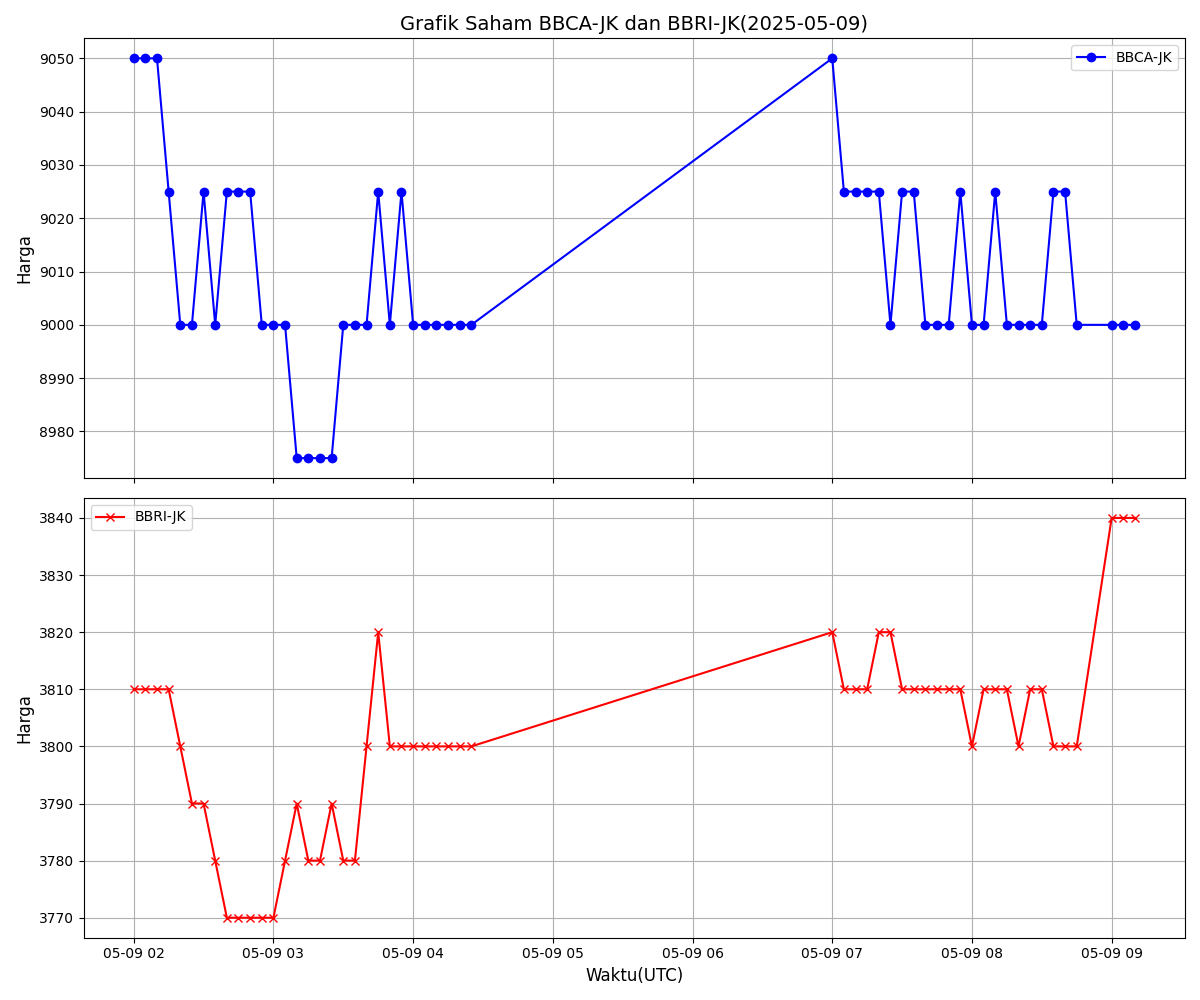 Grafik Saham BBCA-JK dan BBRI-JK(2025-05-09)
BBCA-JK
Harga
9050
9040
9030
9020
9010
9000
8990
8980
BBRI-JK
Harga
3840
3830
3820
3810
3800
3790
3780
3770
05-09 02 05-09 03 05-09 04 05-09 05 05-09 06 05-09 07 05-09 08 05-09 09
Waktu(UTC)